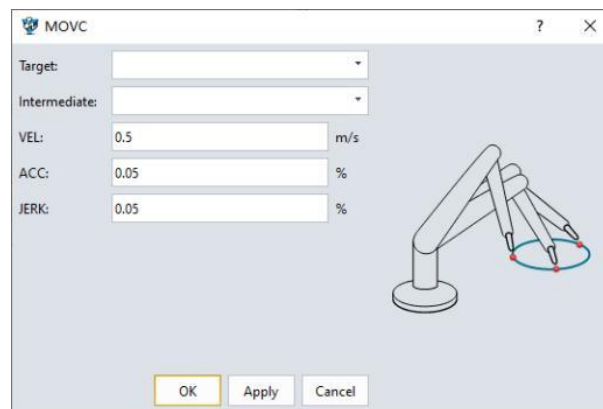 MOVC
Target:
Intermediate:
VEL: 0.5 m/s
ACC: 0.05 %
JERK: 0.05 %
OK Apply Cancel